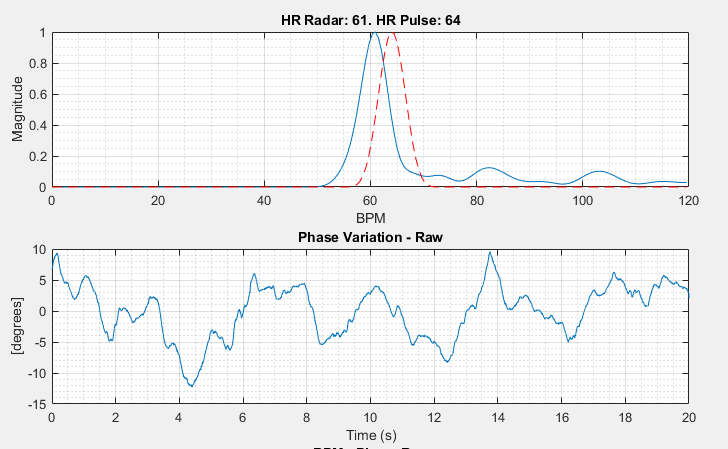 HR Radar: 61. HR Pulse: 64
1
0.8
0.6
0.4
0.2
0
Magnitude
0 20 40 60 80 100 120
BPM
Phase Variation - Raw
10
5
0
-5
-10
-15
[degrees]
0 2 4 6 8 10 12 14 16 18 20
Time (s)